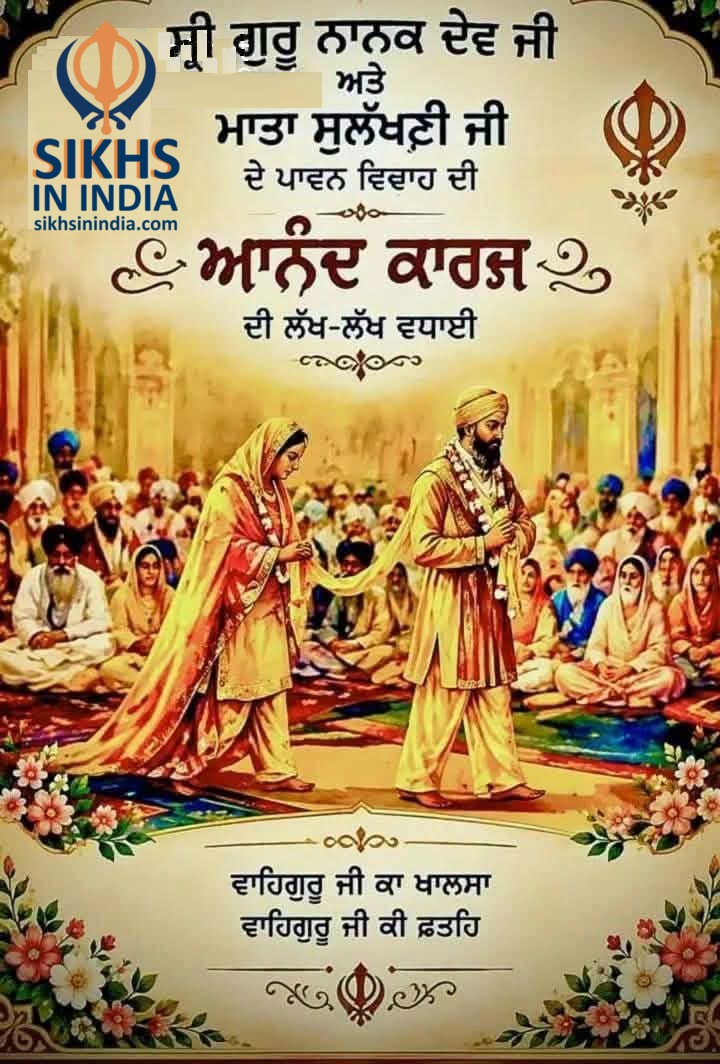 ਸ੍ਰੀ ਗੁਰੂ ਨਾਨਕ ਦੇਵ ਜੀ
ਅਤੇ
ਮਾਤਾ ਸੁਲੱਖਣੀ ਜੀ
ਦੇ ਪਾਵਨ ਵਿਵਾਹ ਦੀ
SIKHS
IN INDIA
sikhsinindia.com
ਆਨੰਦ ਕਾਰਜ
ਦੀ ਲੱਖ-ਲੱਖ ਵਧਾਈ
ਵਾਹਿਗੁਰੂ ਜੀ ਕਾ ਖਾਲਸਾ
ਵਾਹਿਗੁਰੂ ਜੀ ਕੀ ਫ਼ਤਹਿ